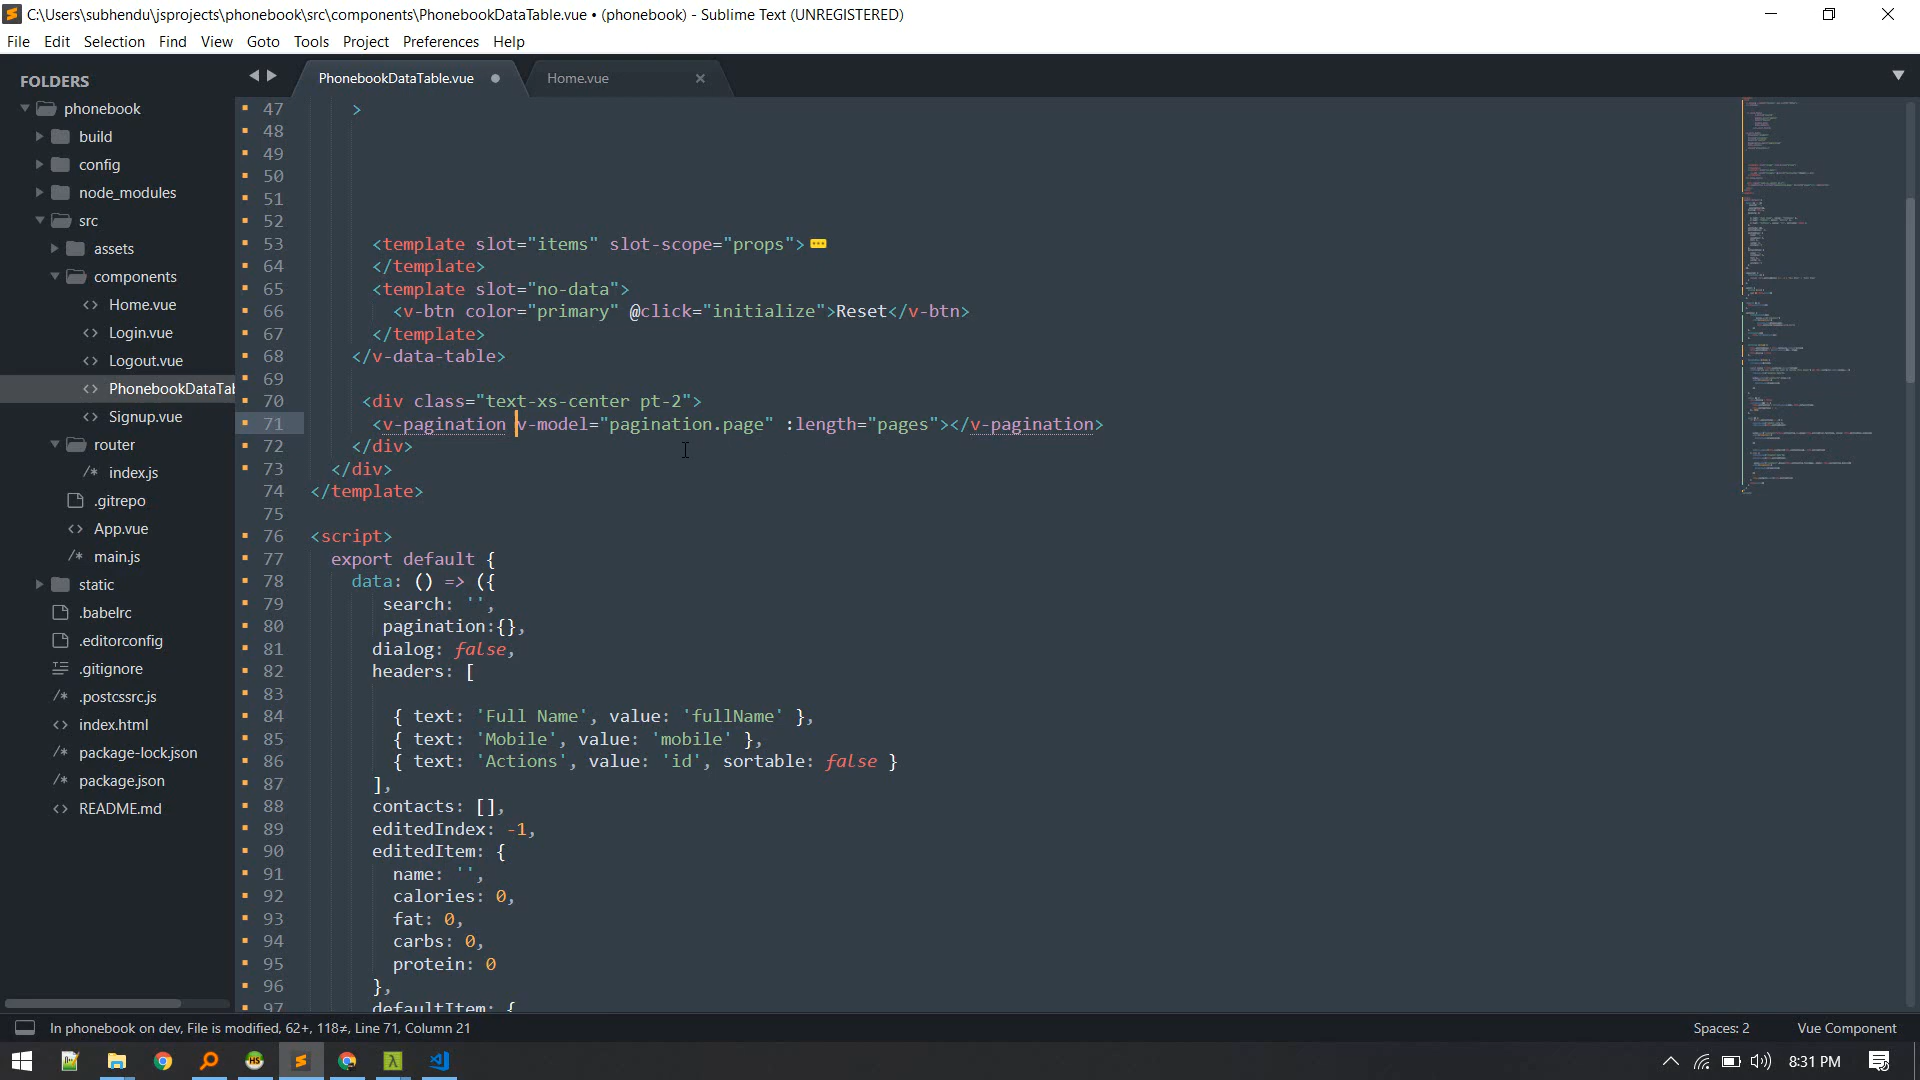 C:\Users\subhendu\jsprojects\phonebook\src\components\PhonebookDataTable.vue • (phonebook) - Sublime Text (UNREGISTERED)
File Edit Selection Find View Goto Tools Project Preferences Help
FOLDERS
phonebook
build
config
node_modules
src
assets
components
<> Home.vue
<> Login.vue
<> Logout.vue
<> PhonebookDataTab
<> Signup.vue
router
/* index.js
.gitrepo
<> App.vue
/* main.js
static
.babelrc
.editorconfig
.gitignore
/* .postcssrc.js
<> index.html
/* package-lock.json
/* package.json
<> README.md
PhonebookDataTable.vue Home.vue
47 >
48
49
50
51
52
53 <template slot="items" slot-scope="props">
64 </template>
65 <template slot="no-data">
66 <v-btn color="primary" @click="initialize">Reset</v-btn>
67 </template>
68 </v-data-table>
69
70 <div class="text-xs-center pt-2">
71 <v-pagination v-model="pagination.page" :length="pages"></v-pagination>
72 </div>
73 </div>
74 </template>
75
76 <script>
77 export default {
78 data: () => ({
79 search: '',
80 pagination:{},
81 dialog: false,
82 headers: [
83
84 { text: 'Full Name', value: 'fullName' },
85 { text: 'Mobile', value: 'mobile' },
86 { text: 'Actions', value: 'id', sortable: false }
87 ],
88 contacts: [],
89 editedIndex: -1,
90 editedItem: {
91 name: '',
92 calories: 0,
93 fat: 0,
94 carbs: 0,
95 protein: 0
96 },
97 defaultItem: {
In phonebook on dev, File is modified, 62+, 118≠, Line 71, Column 21
Spaces: 2
Vue Component
8:31 PM